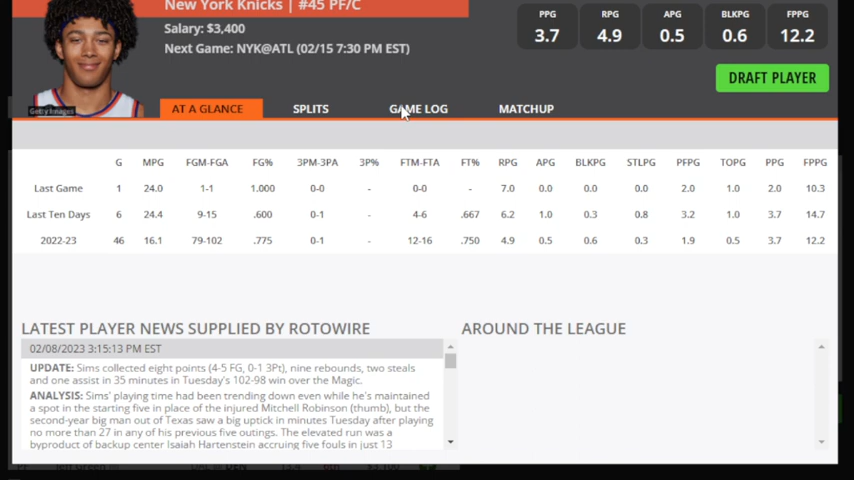 New York Knicks | #45 PF/C
Salary: $3,400
Next Game: NYK@ATL (02/15 7:30 PM EST)
PPG RPG APG BLKPG FPPG
3.7 4.9 0.5 0.6 12.2
DRAFT PLAYER
Getty Images
AT A GLANCE SPLITS GAME LOG MATCHUP
G MPG FGM-FGA FG% 3PM-3PA 3P% FTM-FTA FT% RPG APG BLKPG STLPG PFPG TOPG PPG FPPG
Last Game 1 24.0 1-1 1.000 0-0 - 0-0 - 7.0 0.0 0.0 0.0 2.0 1.0 2.0 10.3
Last Ten Days 6 24.4 9-15 .600 0-1 - 4-6 .667 6.2 1.0 0.3 0.8 3.2 1.0 3.7 14.7
2022-23 46 16.1 79-102 .775 0-1 - 12-16 .750 4.9 0.5 0.6 0.3 1.9 0.5 3.7 12.2
LATEST PLAYER NEWS SUPPLIED BY ROTOWIRE AROUND THE LEAGUE
02/08/2023 3:15:13 PM EST
UPDATE: Sims collected eight points (4-5 FG, 0-1 3Pt), nine rebounds, two steals
and one assist in 35 minutes in Tuesday's 102-98 win over the Magic.
ANALYSIS: Sims' playing time had been trending down even while he's maintained
a spot in the starting five in place of the injured Mitchell Robinson (thumb), but the
second-year big man out of Texas saw a big uptick in minutes Tuesday after playing
no more than 27 in any of his previous five outings. The elevated run was a
byproduct of backup center Isaiah Hartenstein accruing five fouls in just 13